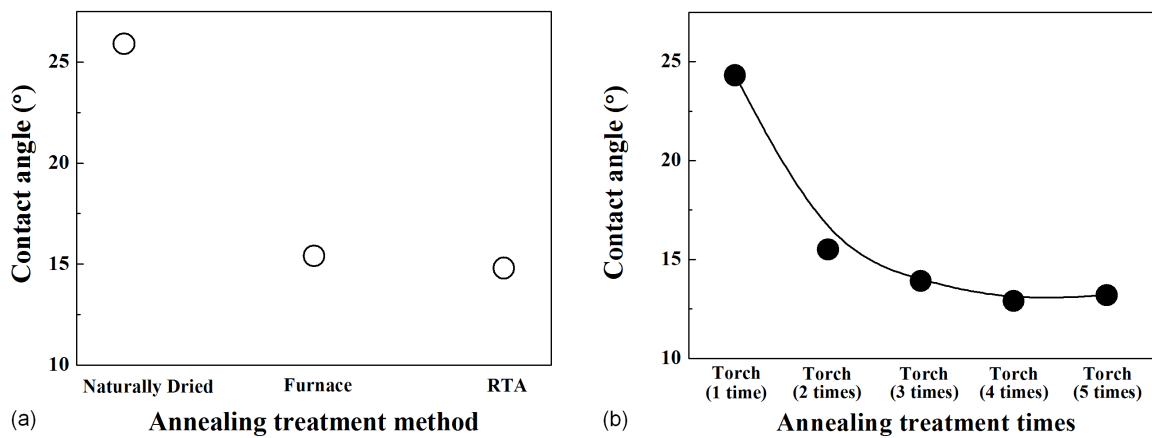 Contact angle (°)
25
20
15
10
Naturally Dried Furnace RTA
(a) Annealing treatment method
Contact angle (°)
25
20
15
10
Torch Torch Torch Torch Torch
(1 time) (2 times) (3 times) (4 times) (5 times)
(b) Annealing treatment times